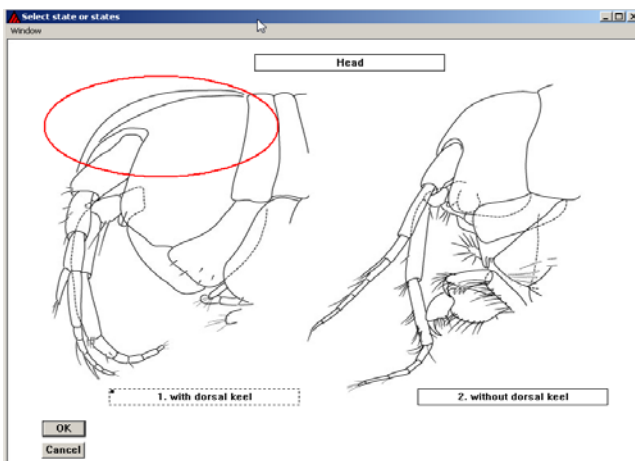 Select state or states
Window
Head
1. with dorsal keel
2. without dorsal keel
OK
Cancel